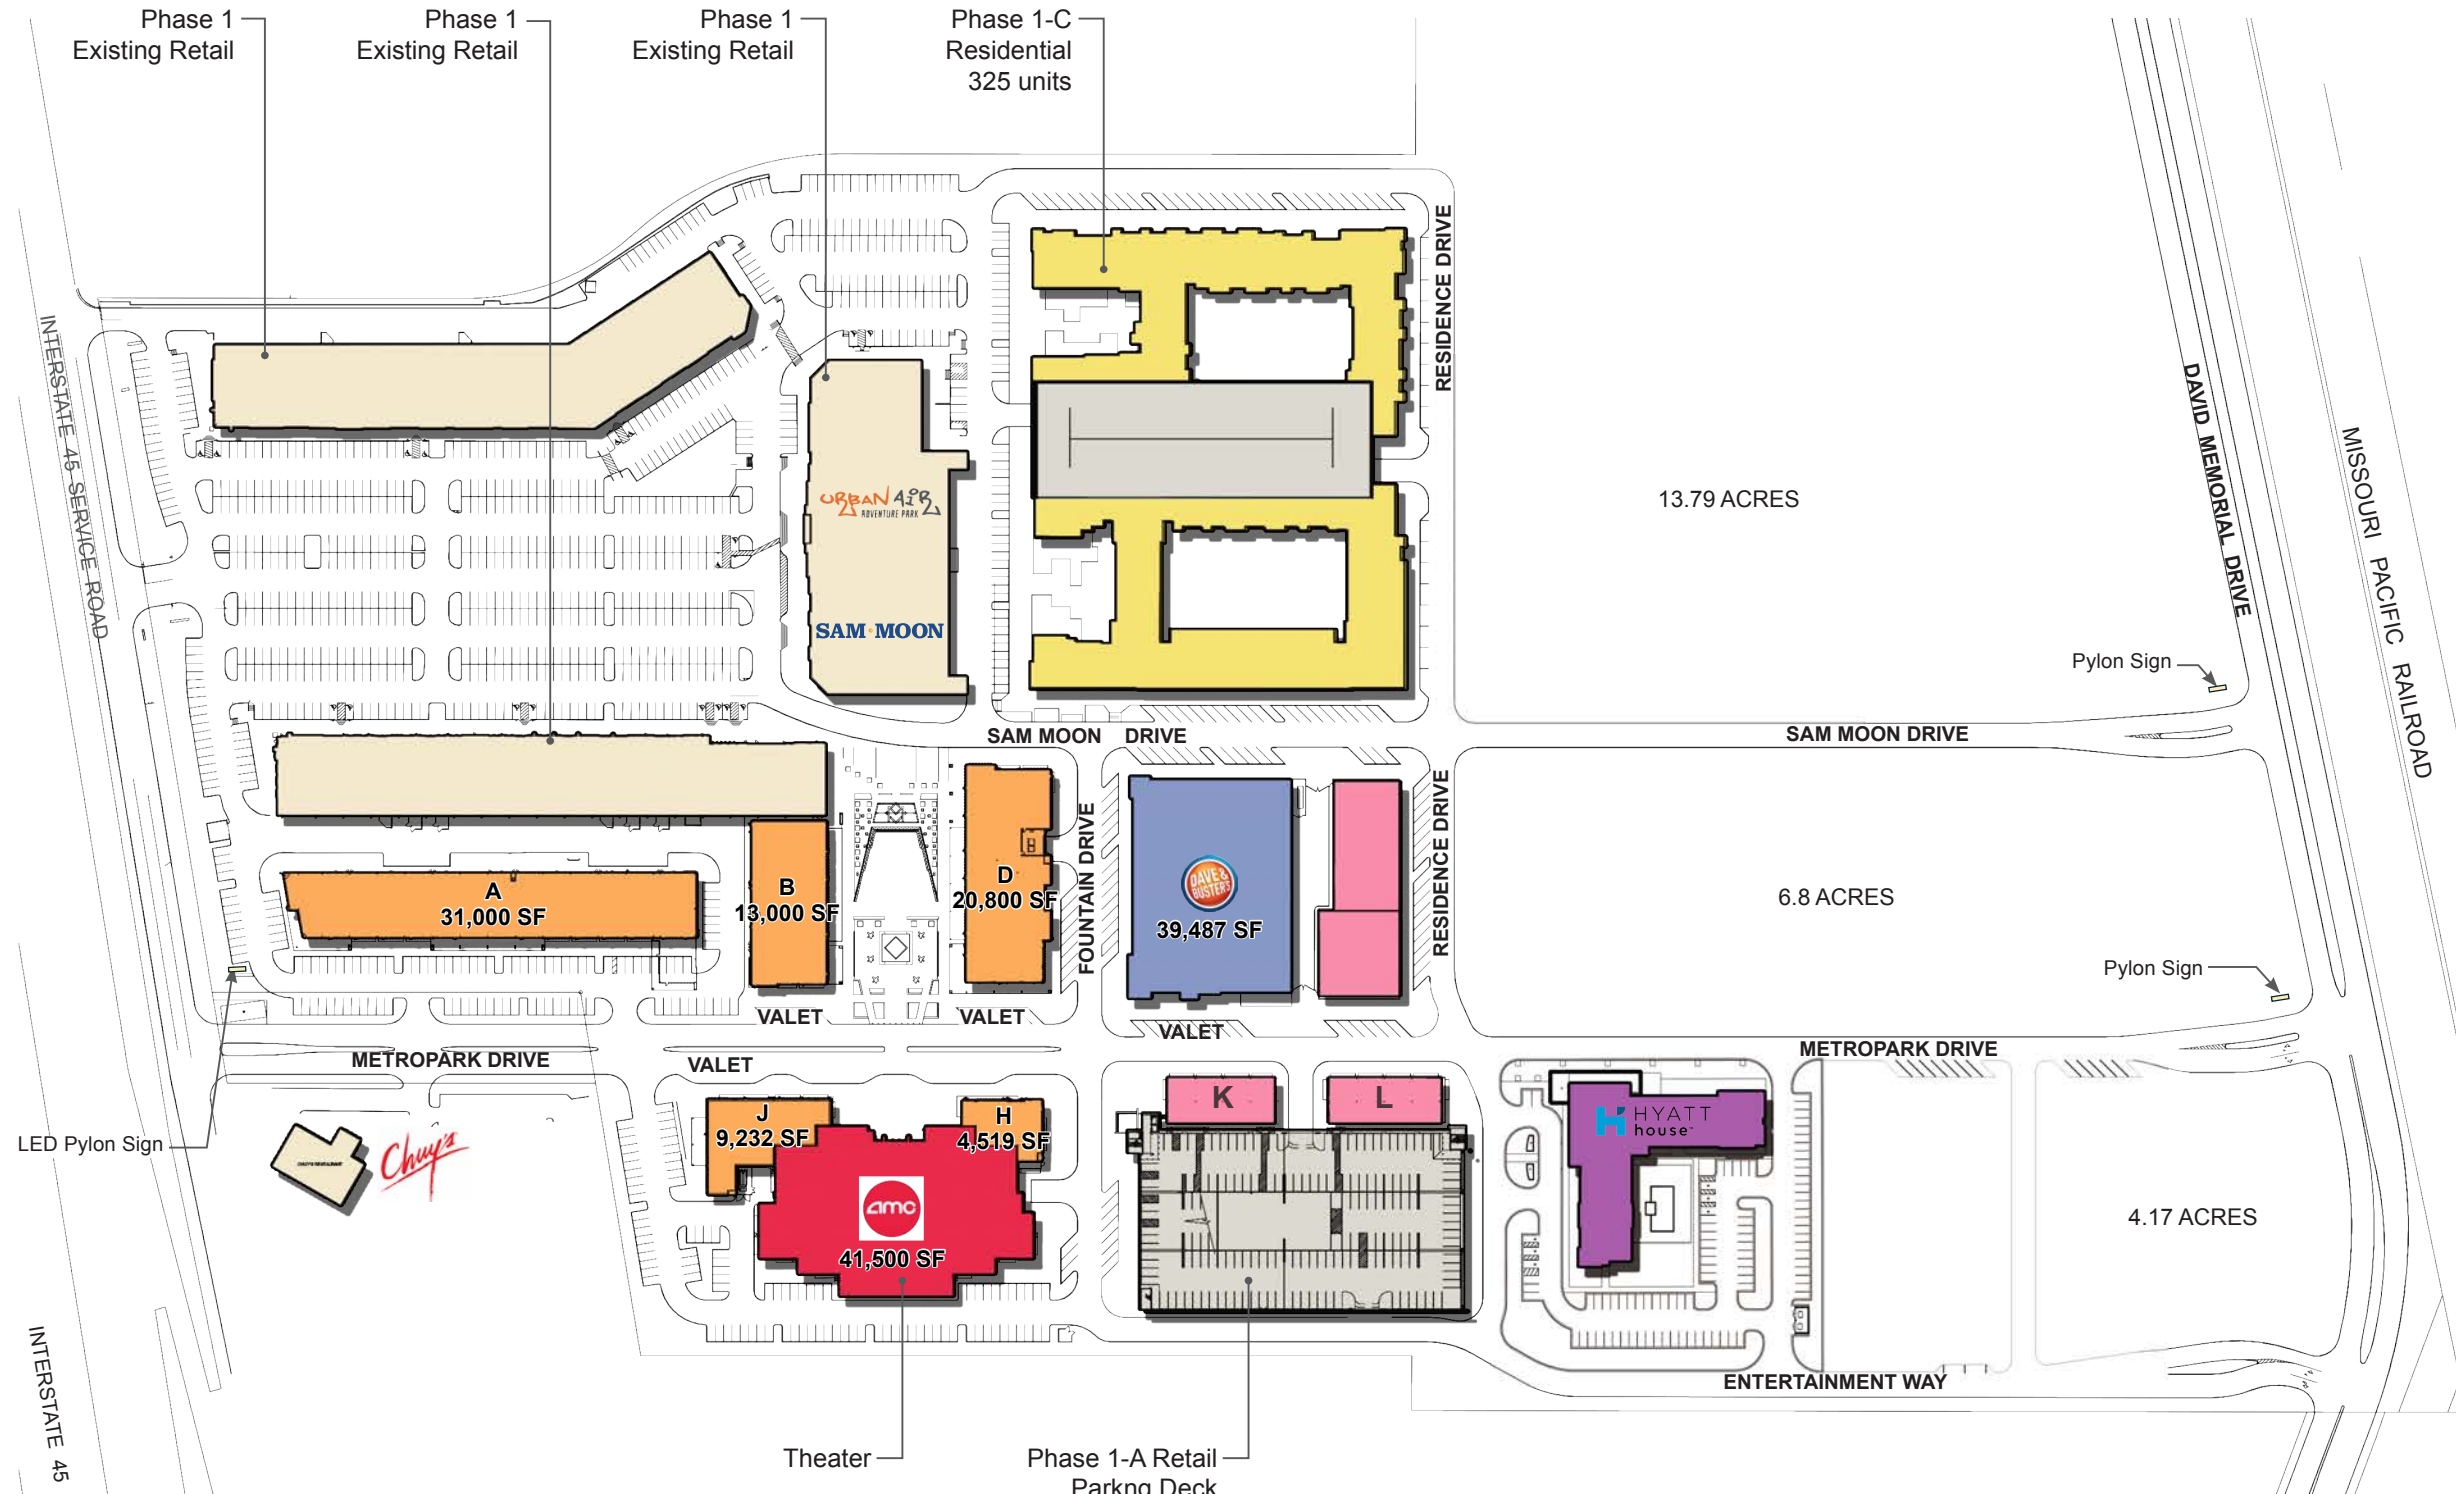 Phase 1
Existing Retail
Phase 1
Existing Retail
Phase 1
Existing Retail
Phase 1-C
Residential
325 units
RESIDENCE DRIVE
INTERSTATE 45 SERVICE ROAD
DAVID MEMORIAL DRIVE
MISSOURI PACIFIC RAILROAD
URBAN AIR
ADVENTURE PARK
13.79 ACRES
SAM MOON
Pylon Sign
SAM MOON DRIVE
SAM MOON DRIVE
RESIDENCE DRIVE
FOUNTAIN DRIVE
A
31,000 SF
B
13,000 SF
D
20,800 SF
DAVE &
BUSTER'S
39,487 SF
6.8 ACRES
Pylon Sign
VALET
VALET
VALET
METROPARK DRIVE
VALET
METROPARK DRIVE
LED Pylon Sign
Chuy's
J
9,232 SF
H
4,519 SF
K
L
HYATT
house
amc
41,500 SF
4.17 ACRES
ENTERTAINMENT WAY
INTERSTATE 45
Theater
Phase 1-A Retail
Parkng Deck